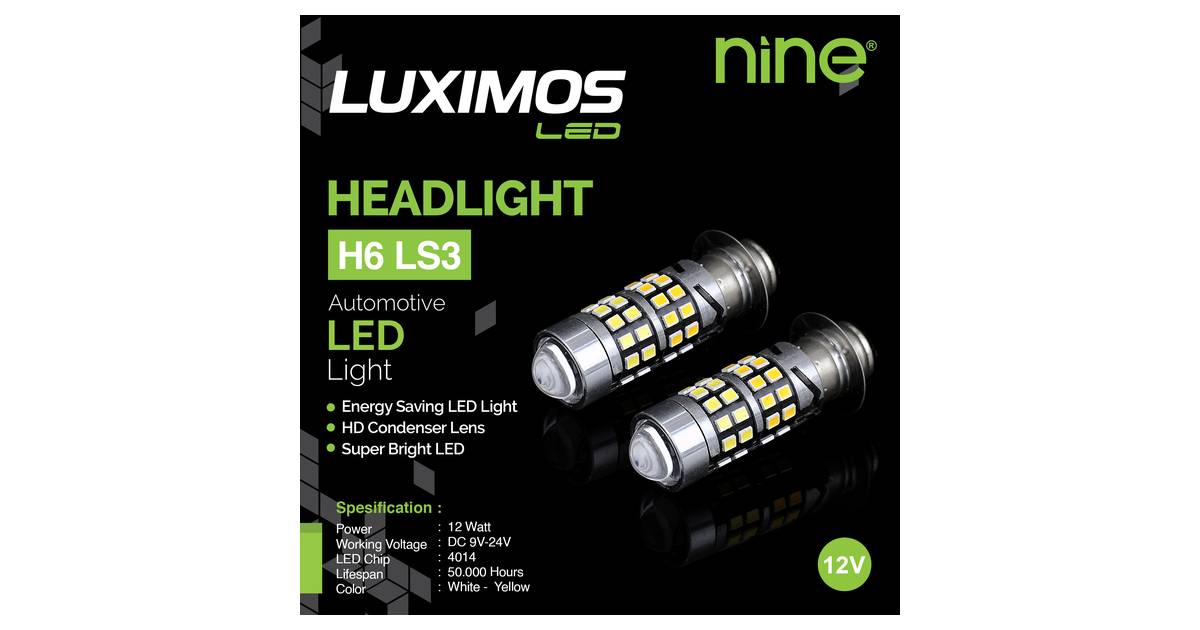 nine®
LUXIMOS
LED
HEADLIGHT
H6 LS3
Automotive
LED
Light
Energy Saving LED Light
HD Condenser Lens
Super Bright LED
Spesification :
Power : 12 Watt
Working Voltage : DC 9V-24V
LED Chip : 4014
Lifespan : 50.000 Hours
Color : White - Yellow
12V